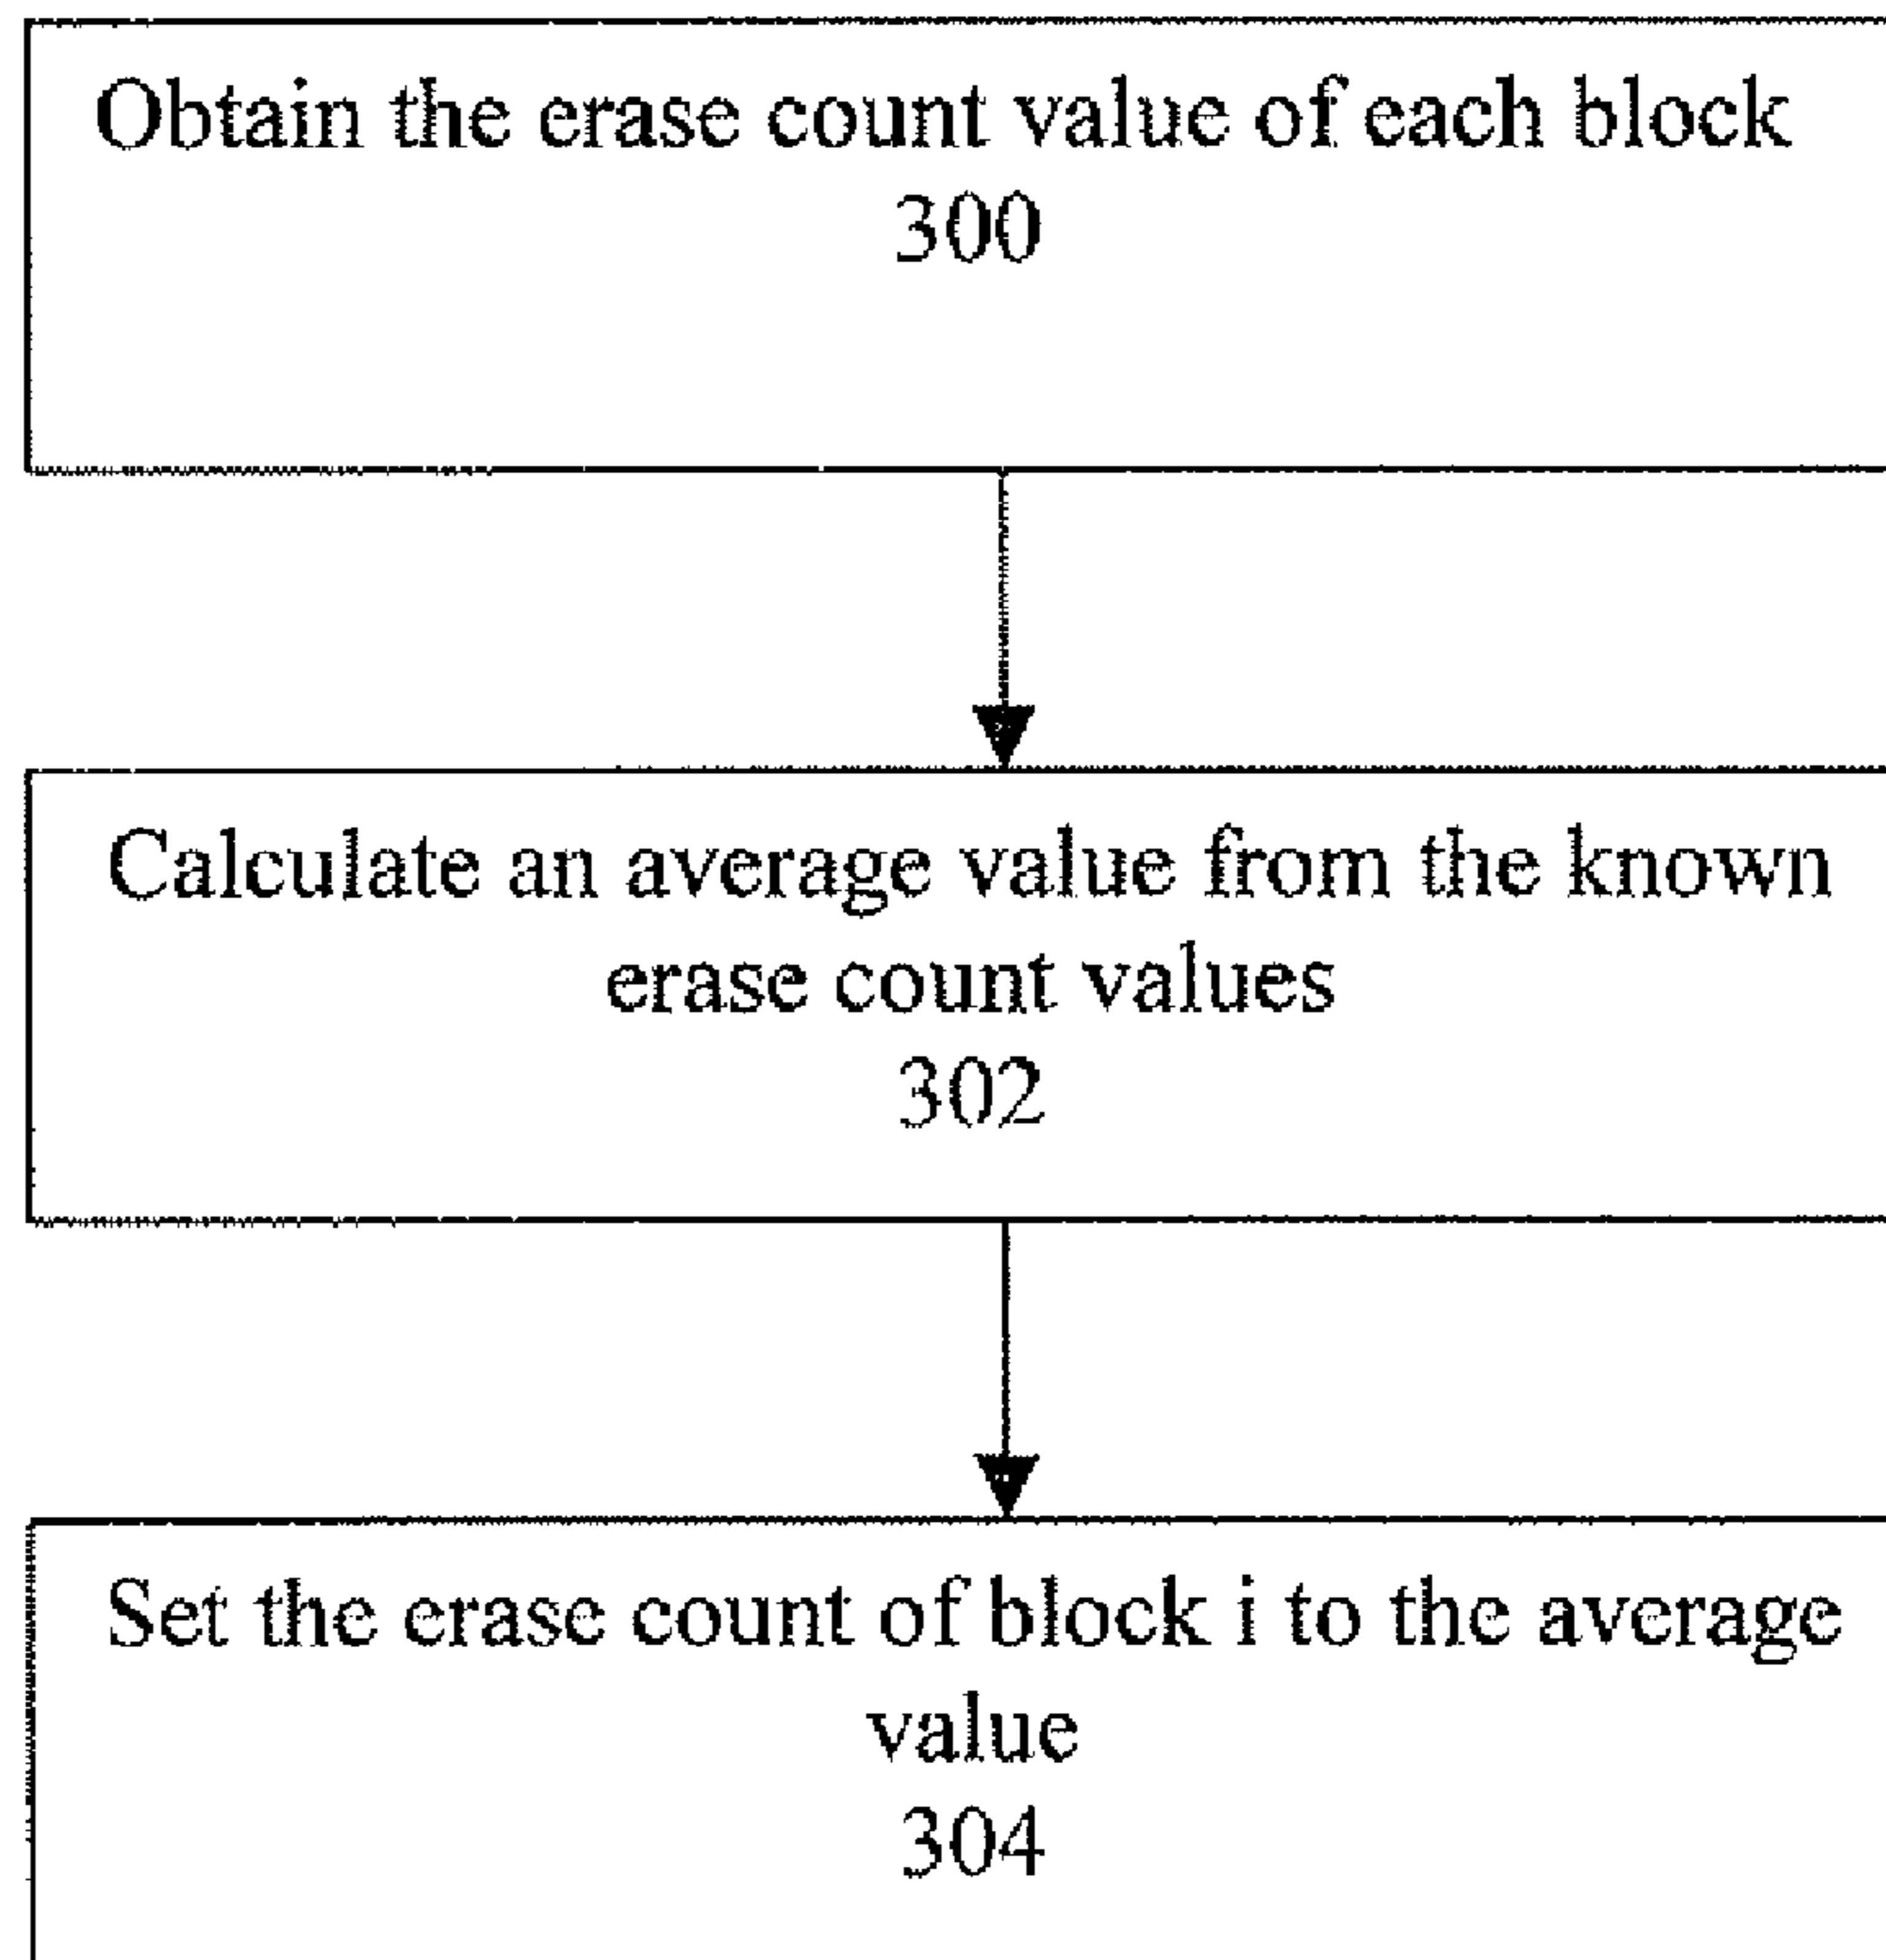 Obtain the erase count value of each block
300
Calculate an average value from the known
erase count values
302
Set the erase count of block i to the average
value
304